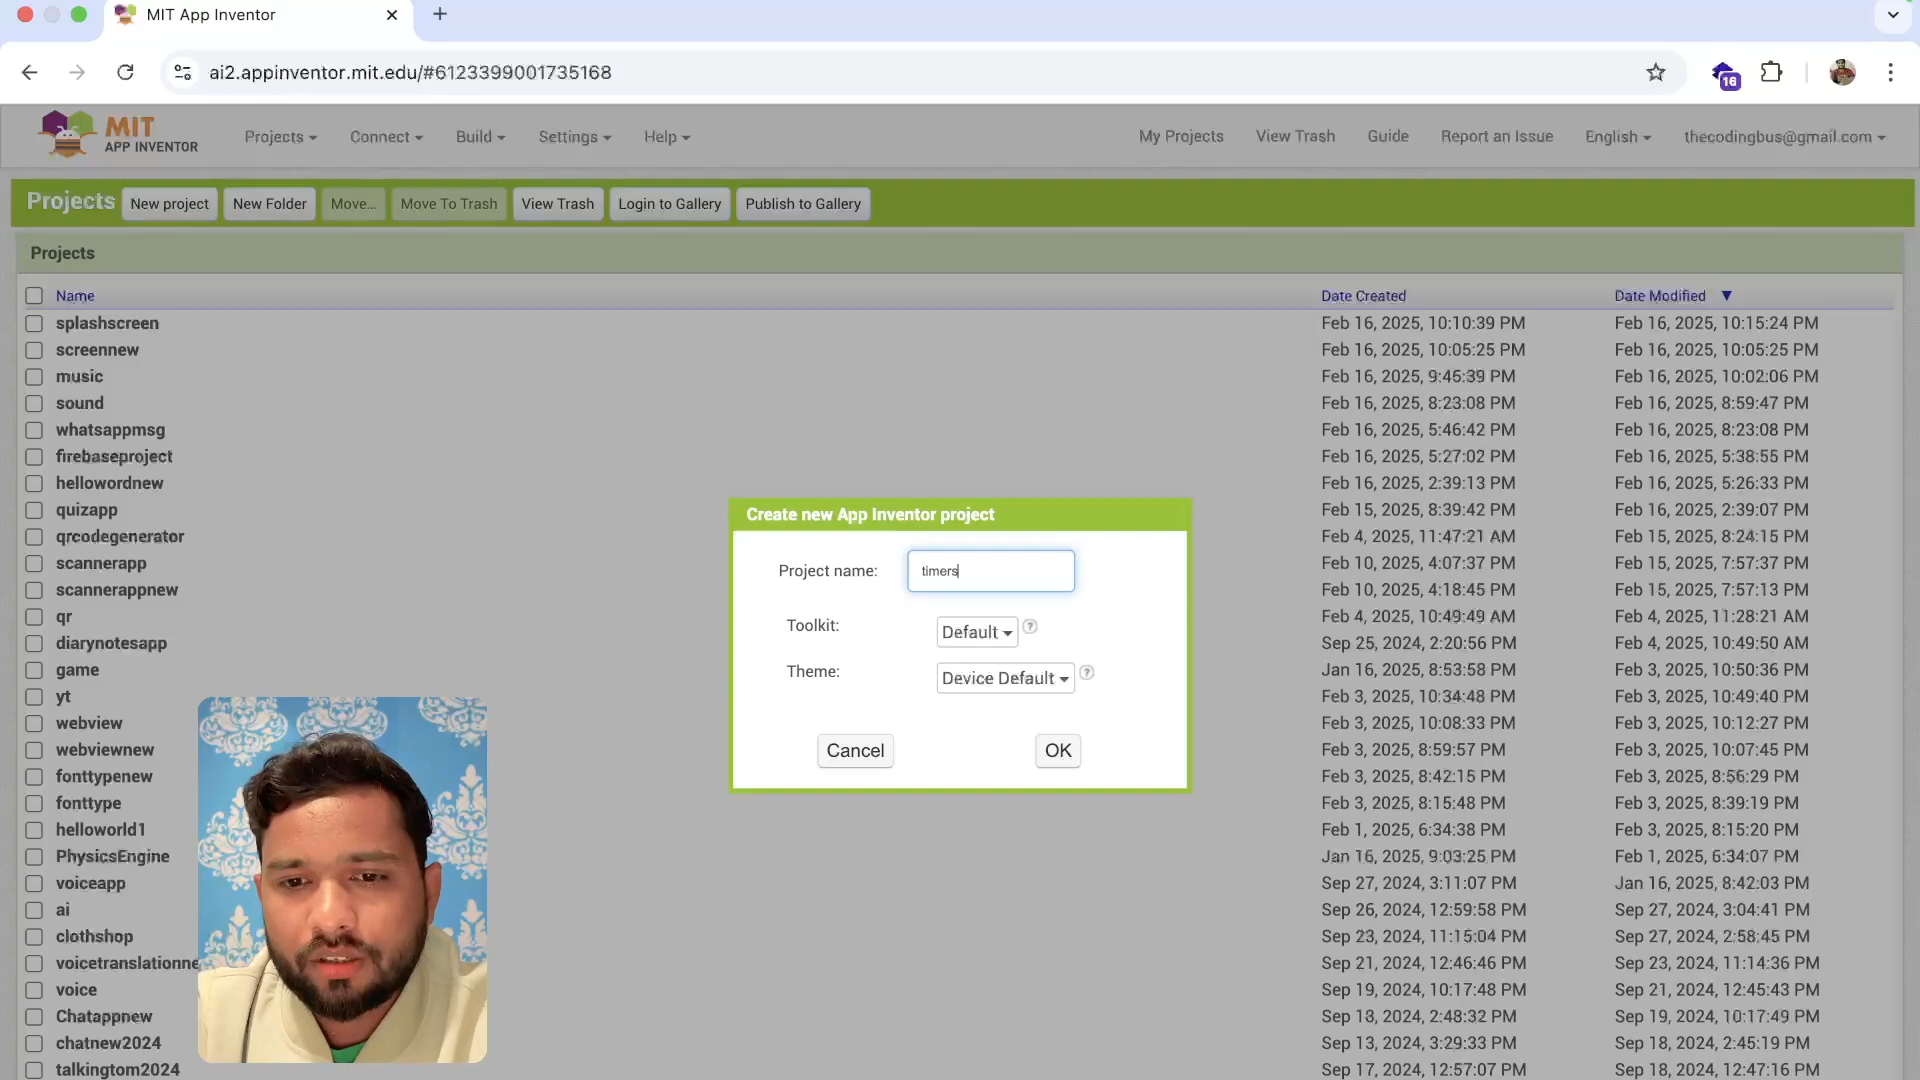 MIT App Inventor
ai2.appinventor.mit.edu/#6123399001735168
16
MIT
APP INVENTOR
Projects Connect Build Settings Help My Projects View Trash Guide Report an Issue English thecodingbus@gmail.com
Projects New project New Folder Move... Move To Trash View Trash Login to Gallery Publish to Gallery
Projects
Name Date Created Date Modified ▼
splashscreen Feb 16, 2025, 10:10:39 PM Feb 16, 2025, 10:15:24 PM
screennew Feb 16, 2025, 10:05:25 PM Feb 16, 2025, 10:05:25 PM
music Feb 16, 2025, 9:45:39 PM Feb 16, 2025, 10:02:06 PM
sound Feb 16, 2025, 8:23:08 PM Feb 16, 2025, 8:59:47 PM
whatsappmsg Feb 16, 2025, 5:46:42 PM Feb 16, 2025, 8:23:08 PM
firebaseproject Feb 16, 2025, 5:27:02 PM Feb 16, 2025, 5:38:55 PM
hellowordnew Feb 16, 2025, 2:39:13 PM Feb 16, 2025, 5:26:33 PM
quizapp Feb 15, 2025, 8:39:42 PM Feb 16, 2025, 2:39:07 PM
qrcodegenerator Feb 4, 2025, 11:47:21 AM Feb 15, 2025, 8:24:15 PM
scannerapp Feb 10, 2025, 4:07:37 PM Feb 15, 2025, 7:57:37 PM
scannerappnew Feb 10, 2025, 4:18:45 PM Feb 15, 2025, 7:57:13 PM
qr Feb 4, 2025, 10:49:49 AM Feb 4, 2025, 11:28:21 AM
diarynotesapp Sep 25, 2024, 2:20:56 PM Feb 4, 2025, 10:49:50 AM
game Jan 16, 2025, 8:53:58 PM Feb 3, 2025, 10:50:36 PM
yt Feb 3, 2025, 10:34:48 PM Feb 3, 2025, 10:49:40 PM
webview Feb 3, 2025, 10:08:33 PM Feb 3, 2025, 10:12:27 PM
webviewnew Feb 3, 2025, 8:59:57 PM Feb 3, 2025, 10:07:45 PM
fonttypenew Feb 3, 2025, 8:42:15 PM Feb 3, 2025, 8:56:29 PM
fonttype Feb 3, 2025, 8:15:48 PM Feb 3, 2025, 8:39:19 PM
helloworld1 Feb 1, 2025, 6:34:38 PM Feb 3, 2025, 8:15:20 PM
PhysicsEngine Jan 16, 2025, 9:03:25 PM Feb 1, 2025, 6:34:07 PM
voiceapp Sep 27, 2024, 3:11:07 PM Jan 16, 2025, 8:42:03 PM
ai Sep 26, 2024, 12:59:58 PM Sep 27, 2024, 3:04:41 PM
clothshop Sep 23, 2024, 11:15:04 PM Sep 27, 2024, 2:58:45 PM
voicetranslationne Sep 21, 2024, 12:46:46 PM Sep 23, 2024, 11:14:36 PM
voice Sep 19, 2024, 10:17:48 PM Sep 21, 2024, 12:45:43 PM
Chatappnew Sep 18, 2024, 2:48:32 PM Sep 19, 2024, 10:17:49 PM
chatnew2024 Sep 13, 2024, 3:29:33 PM Sep 18, 2024, 2:45:19 PM
talkingtom2024 Sep 17, 2024, 12:57:07 PM Sep 18, 2024, 12:47:16 PM
Create new App Inventor project
Project name: timers
Toolkit: Default ?
Theme: Device Default ?
Cancel OK